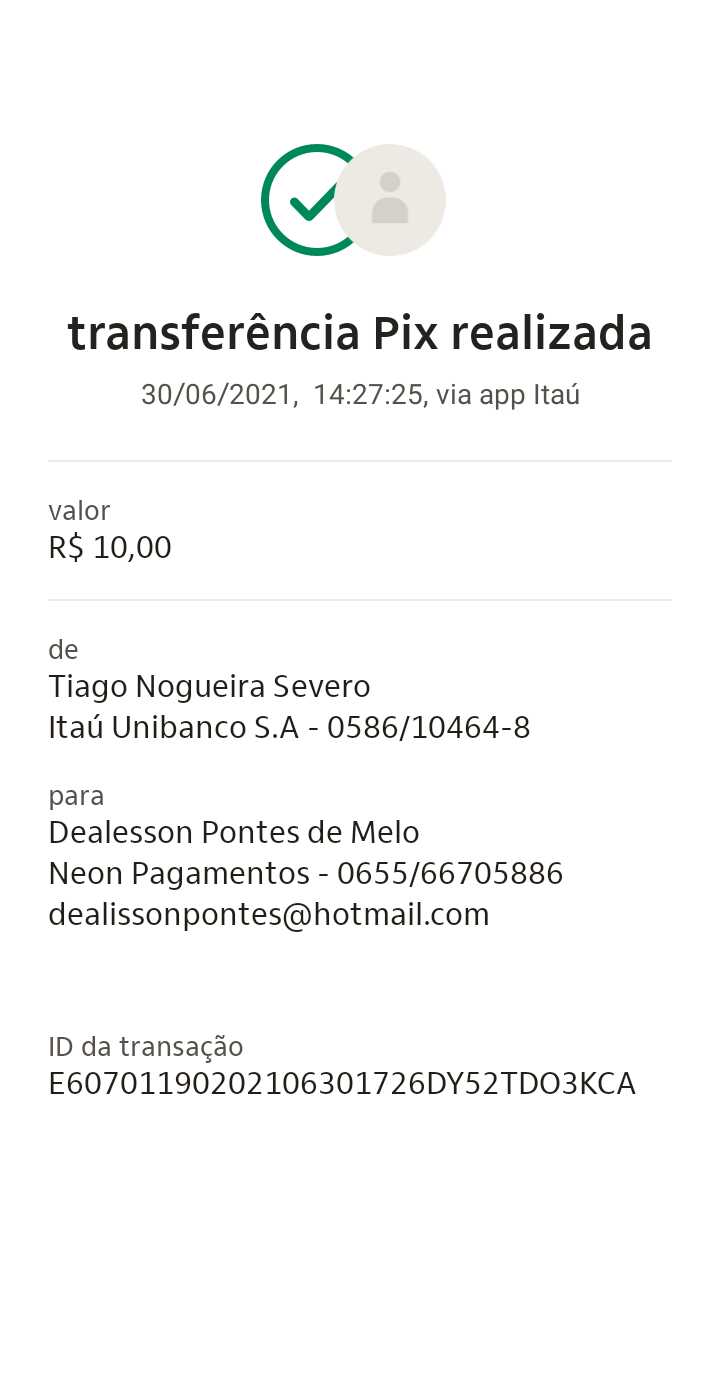 transferência Pix realizada
30/06/2021, 14:27:25, via app Itaú
valor
R$ 10,00
de
Tiago Nogueira Severo
Itaú Unibanco S.A - 0586/10464-8
para
Dealesson Pontes de Melo
Neon Pagamentos - 0655/66705886
dealissonpontes@hotmail.com
ID da transação
E60701190202106301726DY52TDO3KCA